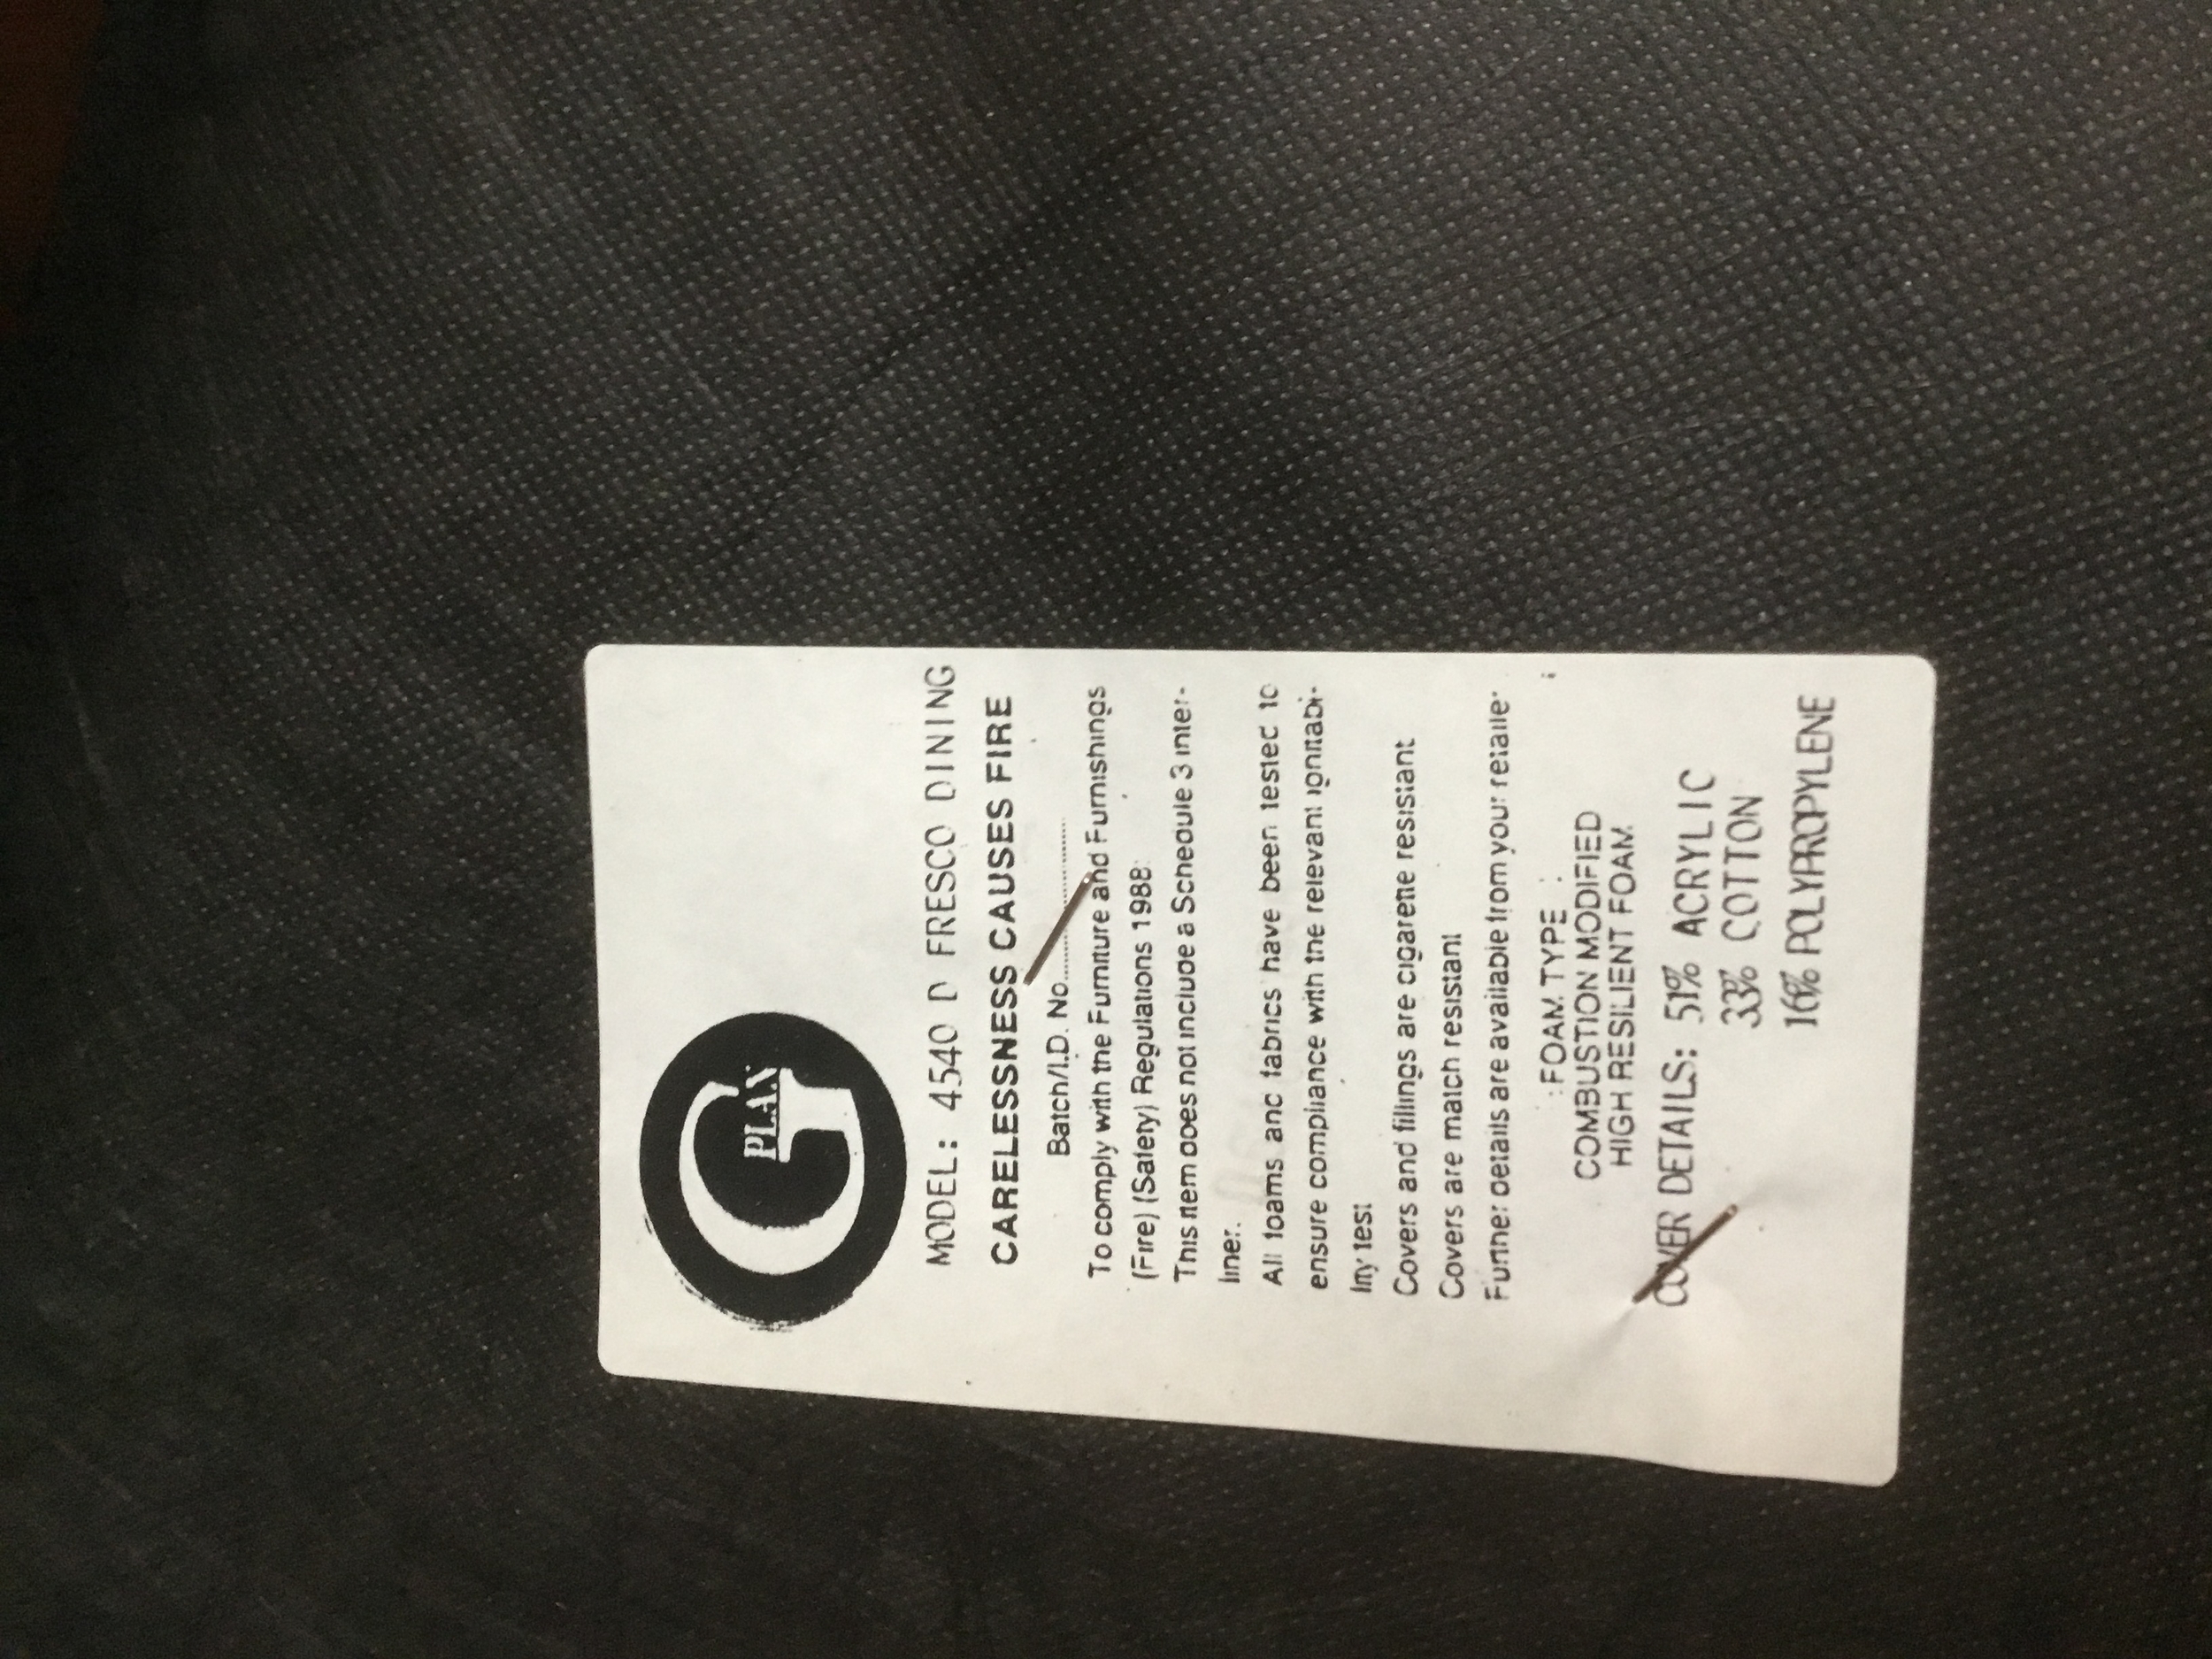 G PLAN
MODEL: 4540 D FRESCO DINING
CARELESSNESS CAUSES FIRE
Batch/I.D. No.
To comply with the Furniture and Furnishings
(Fire) (Safety) Regulations 1988:
This item does not include a Schedule 3 inter-
liner.
All foams and fabrics have been tested to
ensure compliance with the relevant ignitabi-
lity test
Covers and fillings are cigarette resistant
Covers are match resistant
Further details are available from your retailer
:FOAM TYPE :
COMBUSTION MODIFIED
HIGH RESILIENT FOAM
COVER DETAILS: 51% ACRYLIC
33% COTTON
16% POLYPROPYLENE